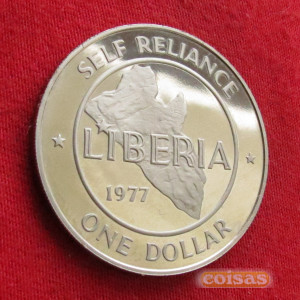 SELF RELIANCE
LIBERIA
1977
ONE DOLLAR
coisas